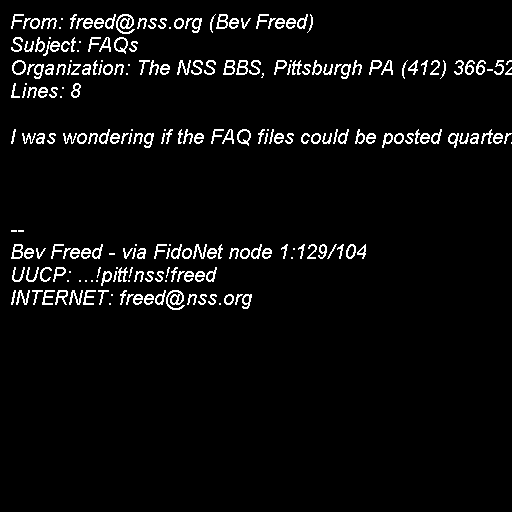 From: freed@nss.org (Bev Freed)
Subject: FAQs
Organization: The NSS BBS, Pittsburgh PA (412) 366-52
Lines: 8
I was wondering if the FAQ files could be posted quarter
--
Bev Freed - via FidoNet node 1:129/104
UUCP: ...!pitt!nss!freed
INTERNET: freed@nss.org